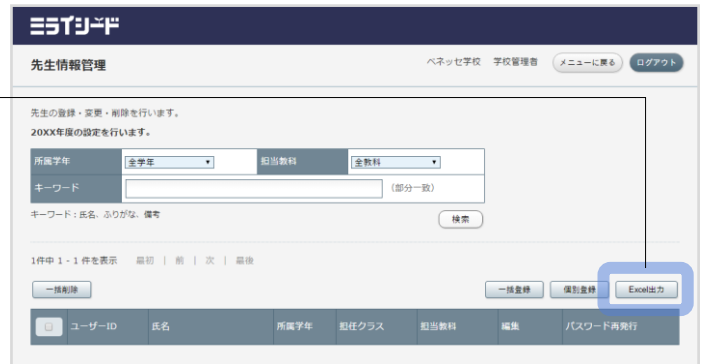 ミライシード
先生情報管理
ベネッセ学校 学校管理者 メニューに戻る ログアウト
先生の登録・変更・削除を行います。
20XX年度の設定を行います。
所属学年 全学年 担当教科 全教科
キーワード (部分一致)
キーワード：氏名、ふりがな、備考 検索
1件中 1 - 1 件を表示 最初 | 前 | 次 | 最後
一括削除 一括登録 個別登録 Excel出力
ユーザーID 氏名 所属学年 担任クラス 担当教科 編集 パスワード再発行